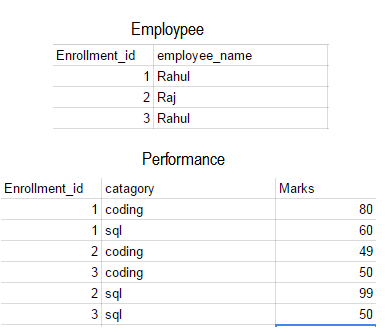 Employpee
Enrollment_id employee_name
1 Rahul
2 Raj
3 Rahul
Performance
Enrollment_id catagory Marks
1 coding 80
1 sql 60
2 coding 49
3 coding 50
2 sql 99
3 sql 50